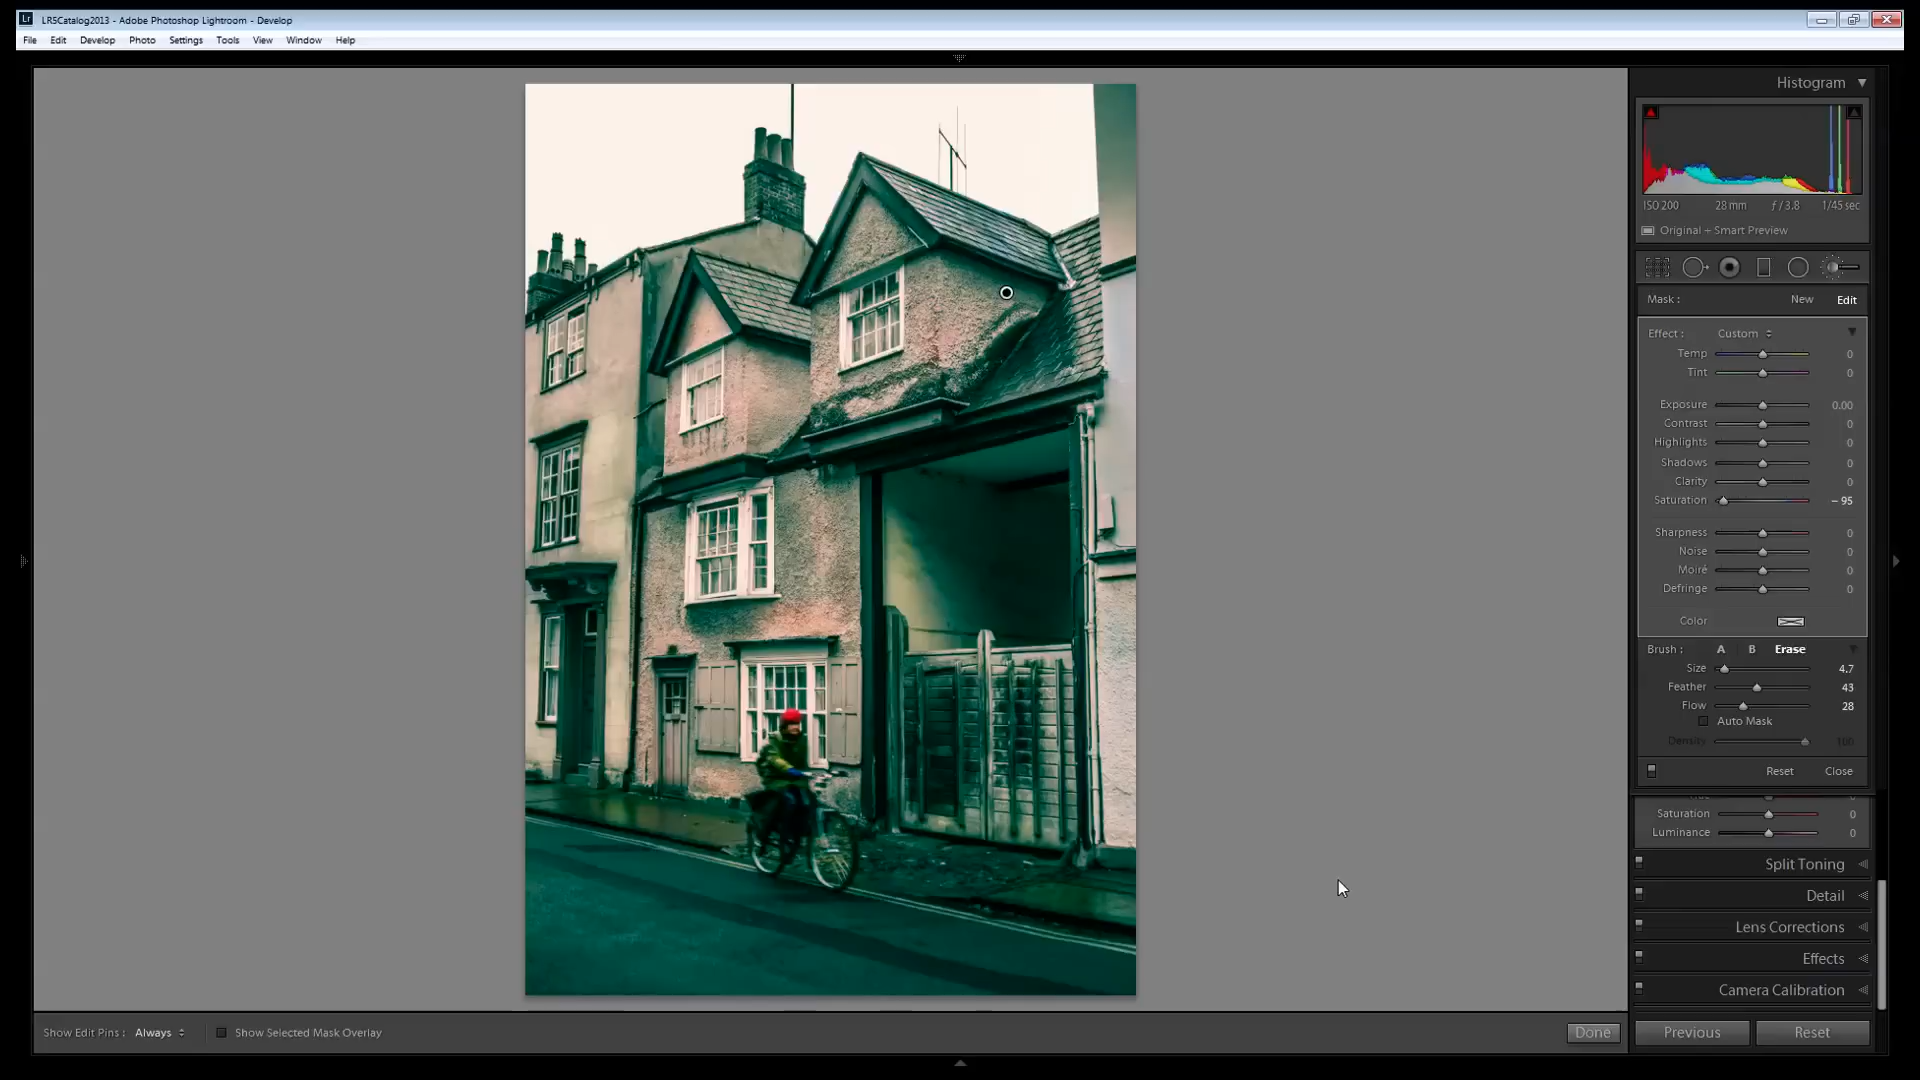 Lr LR5Catalog2013 - Adobe Photoshop Lightroom - Develop
File Edit Develop Photo Settings Tools View Window Help
Histogram
ISO 200 28 mm ƒ / 3.8 1/45 sec
Original + Smart Preview
Mask : New Edit
Effect : Custom
Temp 0
Tint 0
Exposure 0.00
Contrast 0
Highlights 0
Shadows 0
Clarity 0
Saturation – 95
Sharpness 0
Noise 0
Moiré 0
Defringe 0
Color
Brush : A B Erase
Size 4.7
Feather 43
Flow 28
Auto Mask
Density 100
Reset Close
Saturation 0
Luminance 0
Split Toning
Detail
Lens Corrections
Effects
Camera Calibration
Show Edit Pins : Always Show Selected Mask Overlay Done Previous Reset